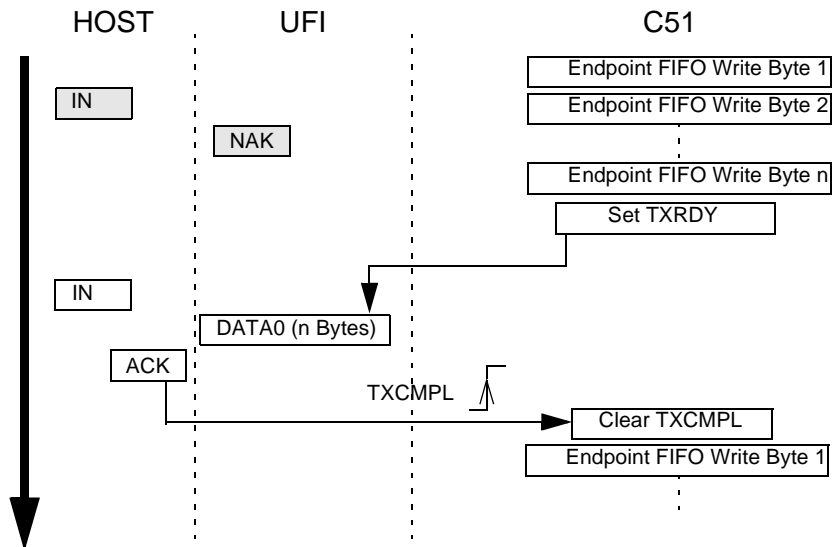 HOST UFI C51
Endpoint FIFO Write Byte 1
IN
Endpoint FIFO Write Byte 2
NAK
Endpoint FIFO Write Byte n
Set TXRDY
IN
DATA0 (n Bytes)
ACK
TXCMPL
Clear TXCMPL
Endpoint FIFO Write Byte 1